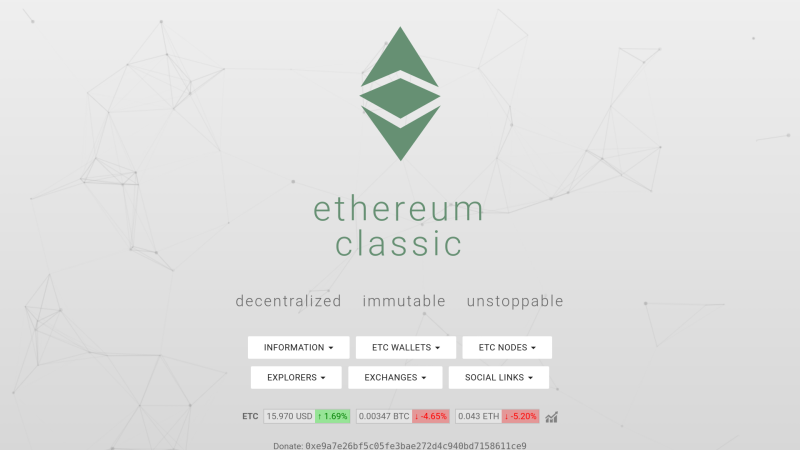 ethereum
classic
decentralized immutable unstoppable
INFORMATION ETC WALLETS ETC NODES
EXPLORERS EXCHANGES SOCIAL LINKS
ETC 15.970 USD ↑ 1.69% 0.00347 BTC ↓ -4.65% 0.043 ETH ↓ -5.20%
Donate: 0xe9a7e26bf5c05fe3bae272d4c940bd7158611ce9